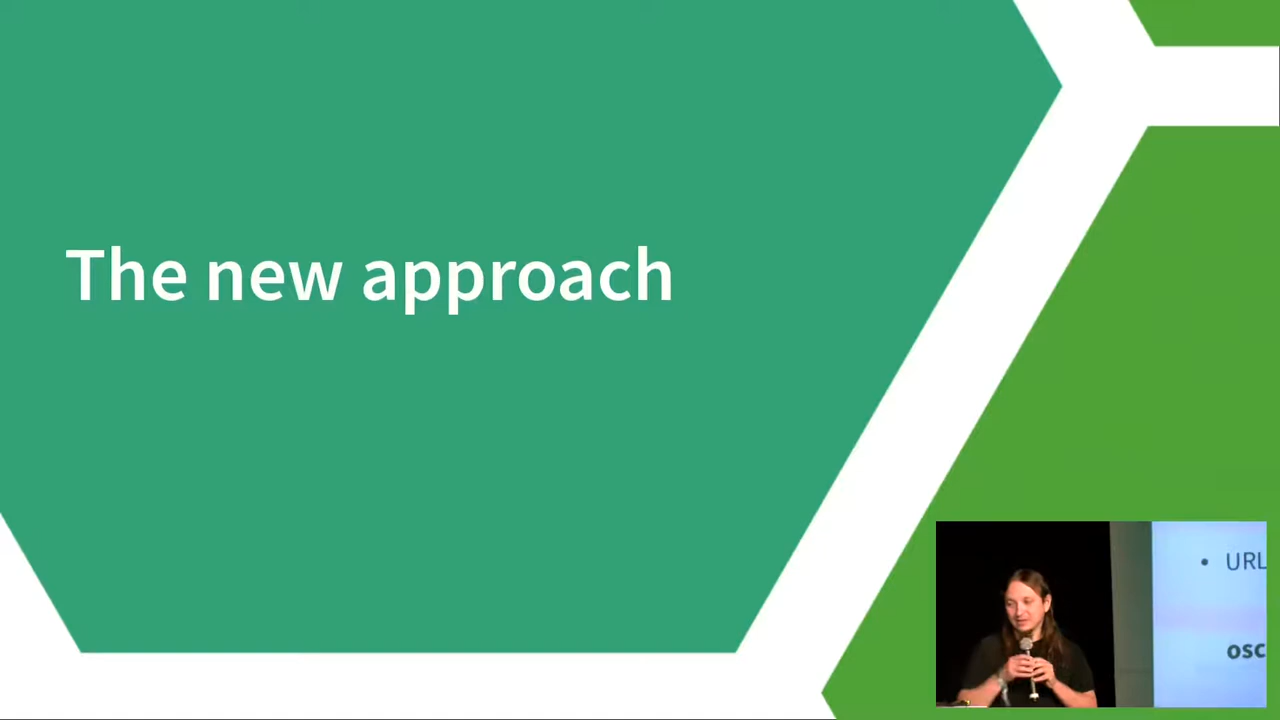 The new approach
• URL
osc